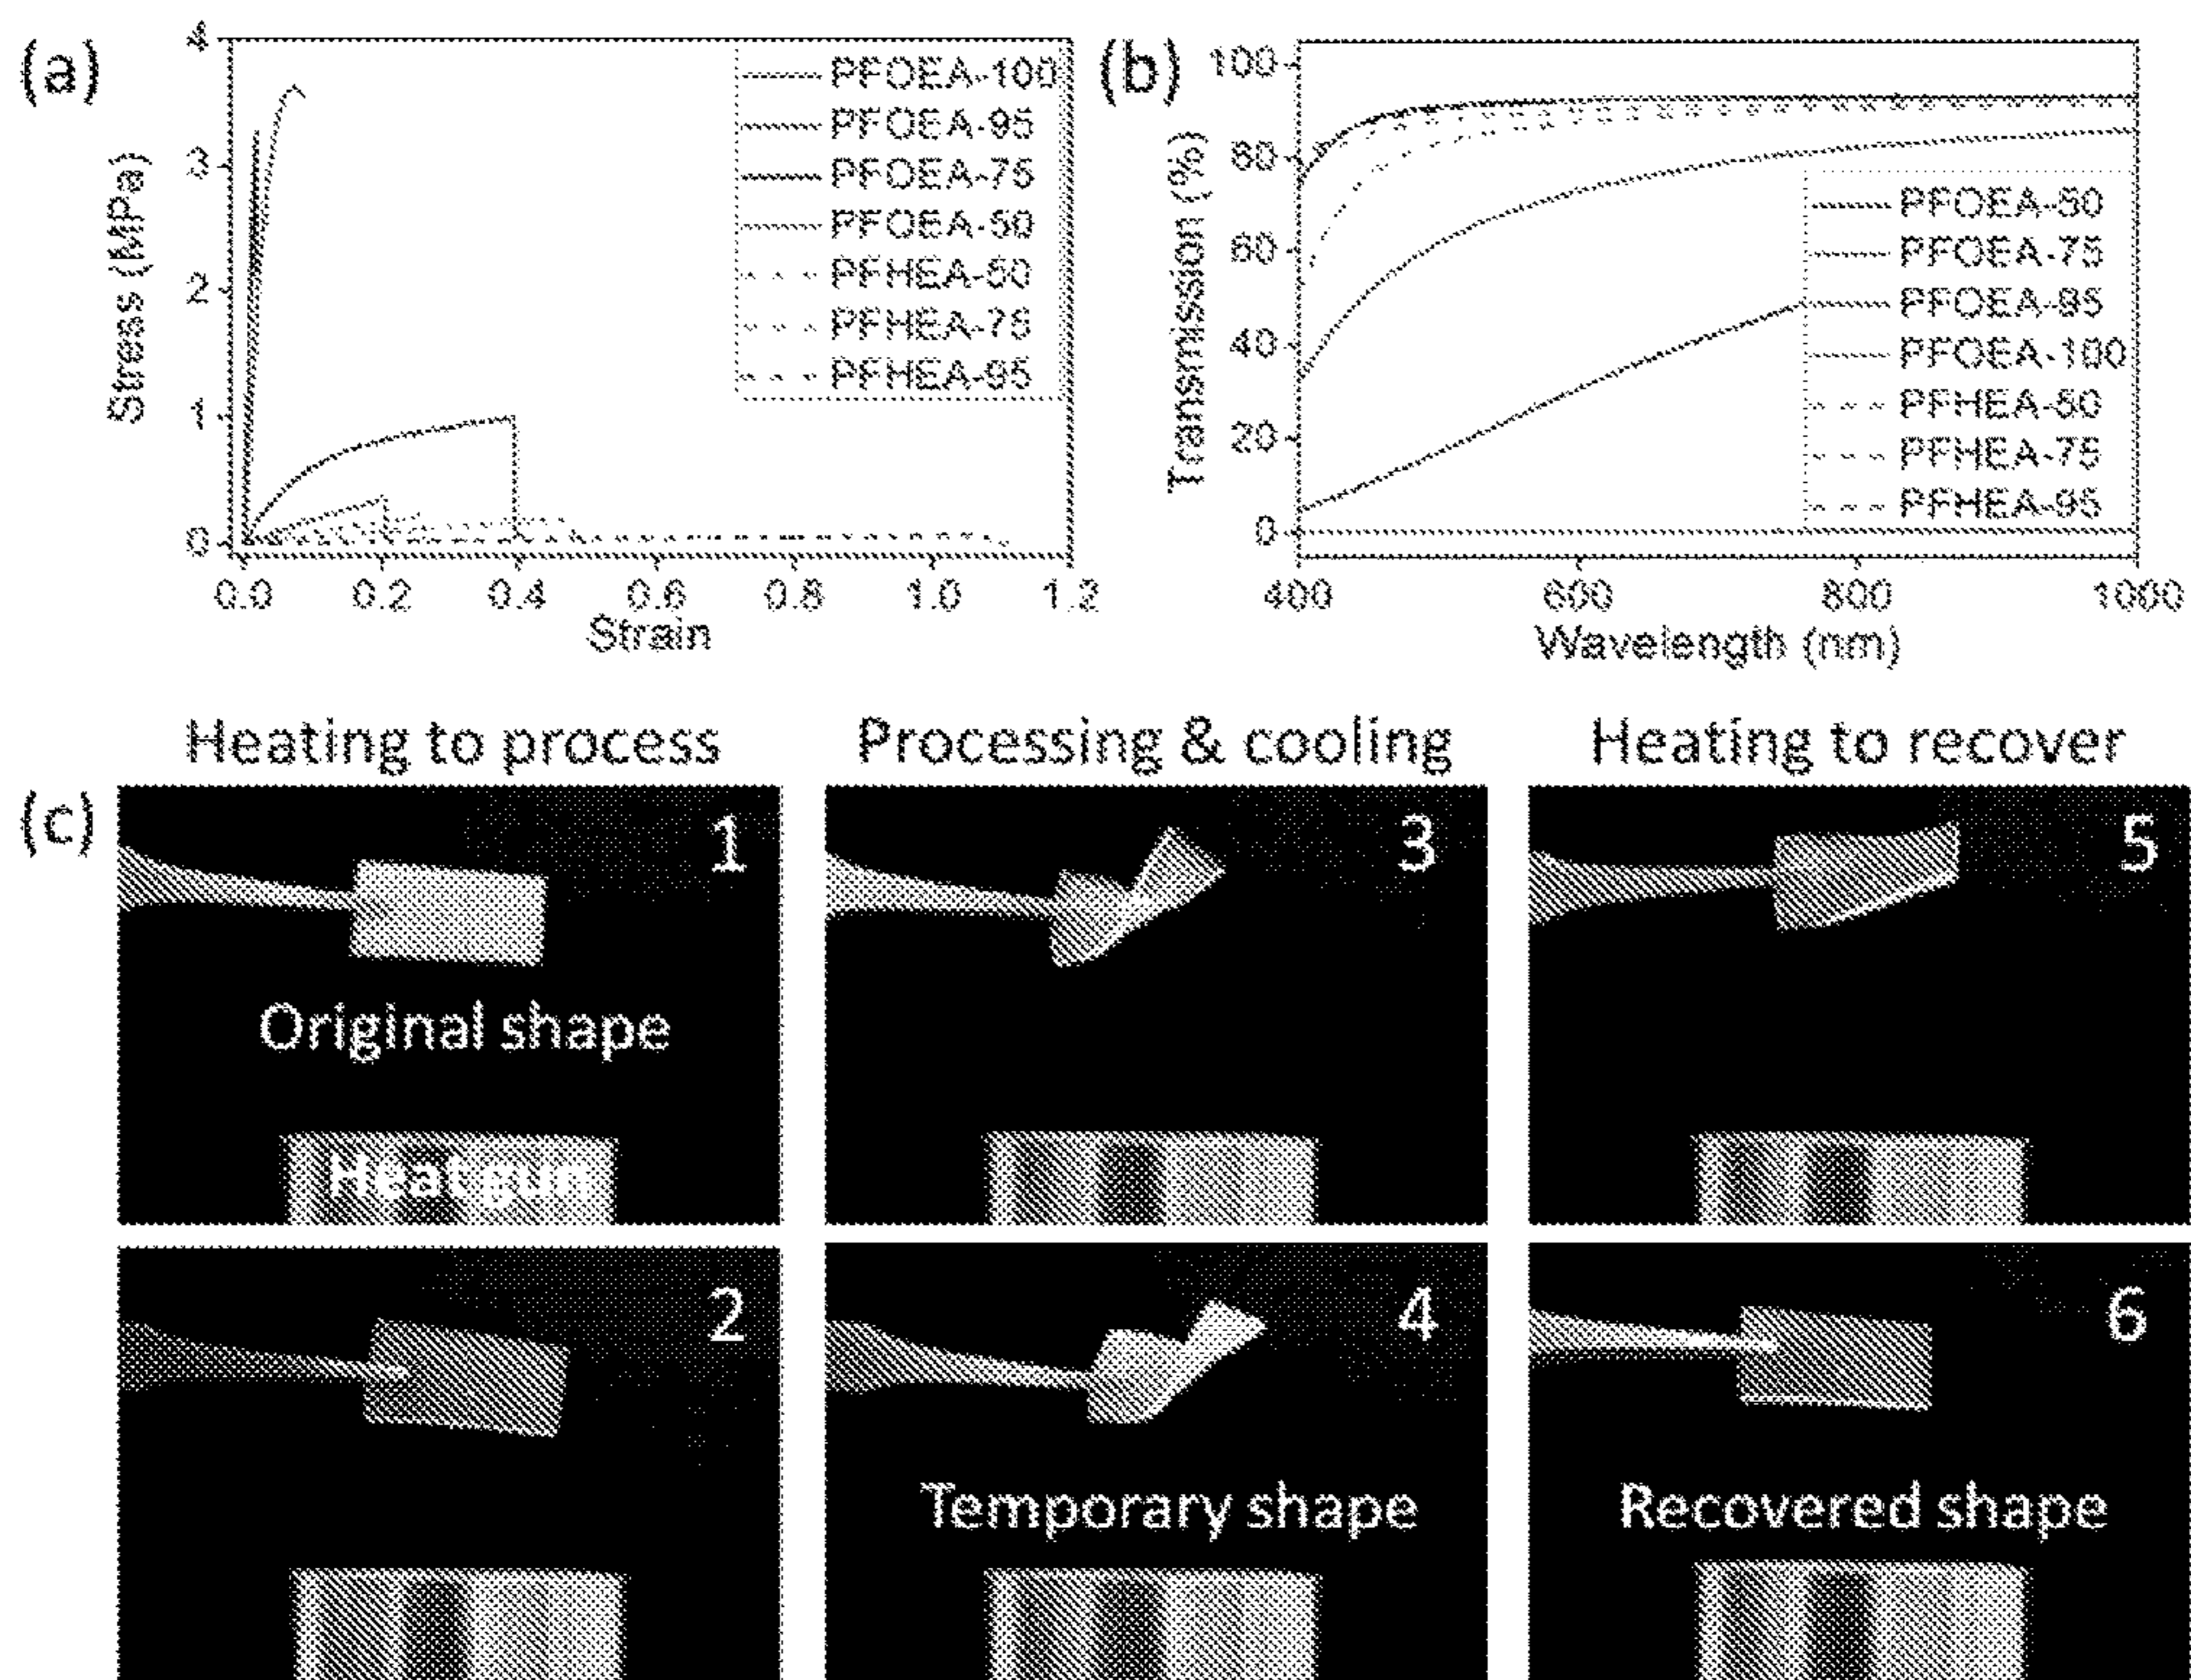 (a)
4
3
2
1
0
Stress (MPa)
0.0 0.2 0.4 0.6 0.8 1.0 1.2
Strain
PFOEA-100
PFOEA-95
PFOEA-75
PFOEA-50
PFHEA-50
PFHEA-75
PFHEA-95
(b)
100
80
60
40
20
0
Transmission (%)
400 600 800 1000
Wavelength (nm)
PFOEA-50
PFOEA-75
PFOEA-95
PFOEA-100
PFHEA-50
PFHEA-75
PFHEA-95
Heating to process Processing & cooling Heating to recover
(c)
1
Original shape
Heat gun
3
5
2
4
Temporary shape
6
Recovered shape